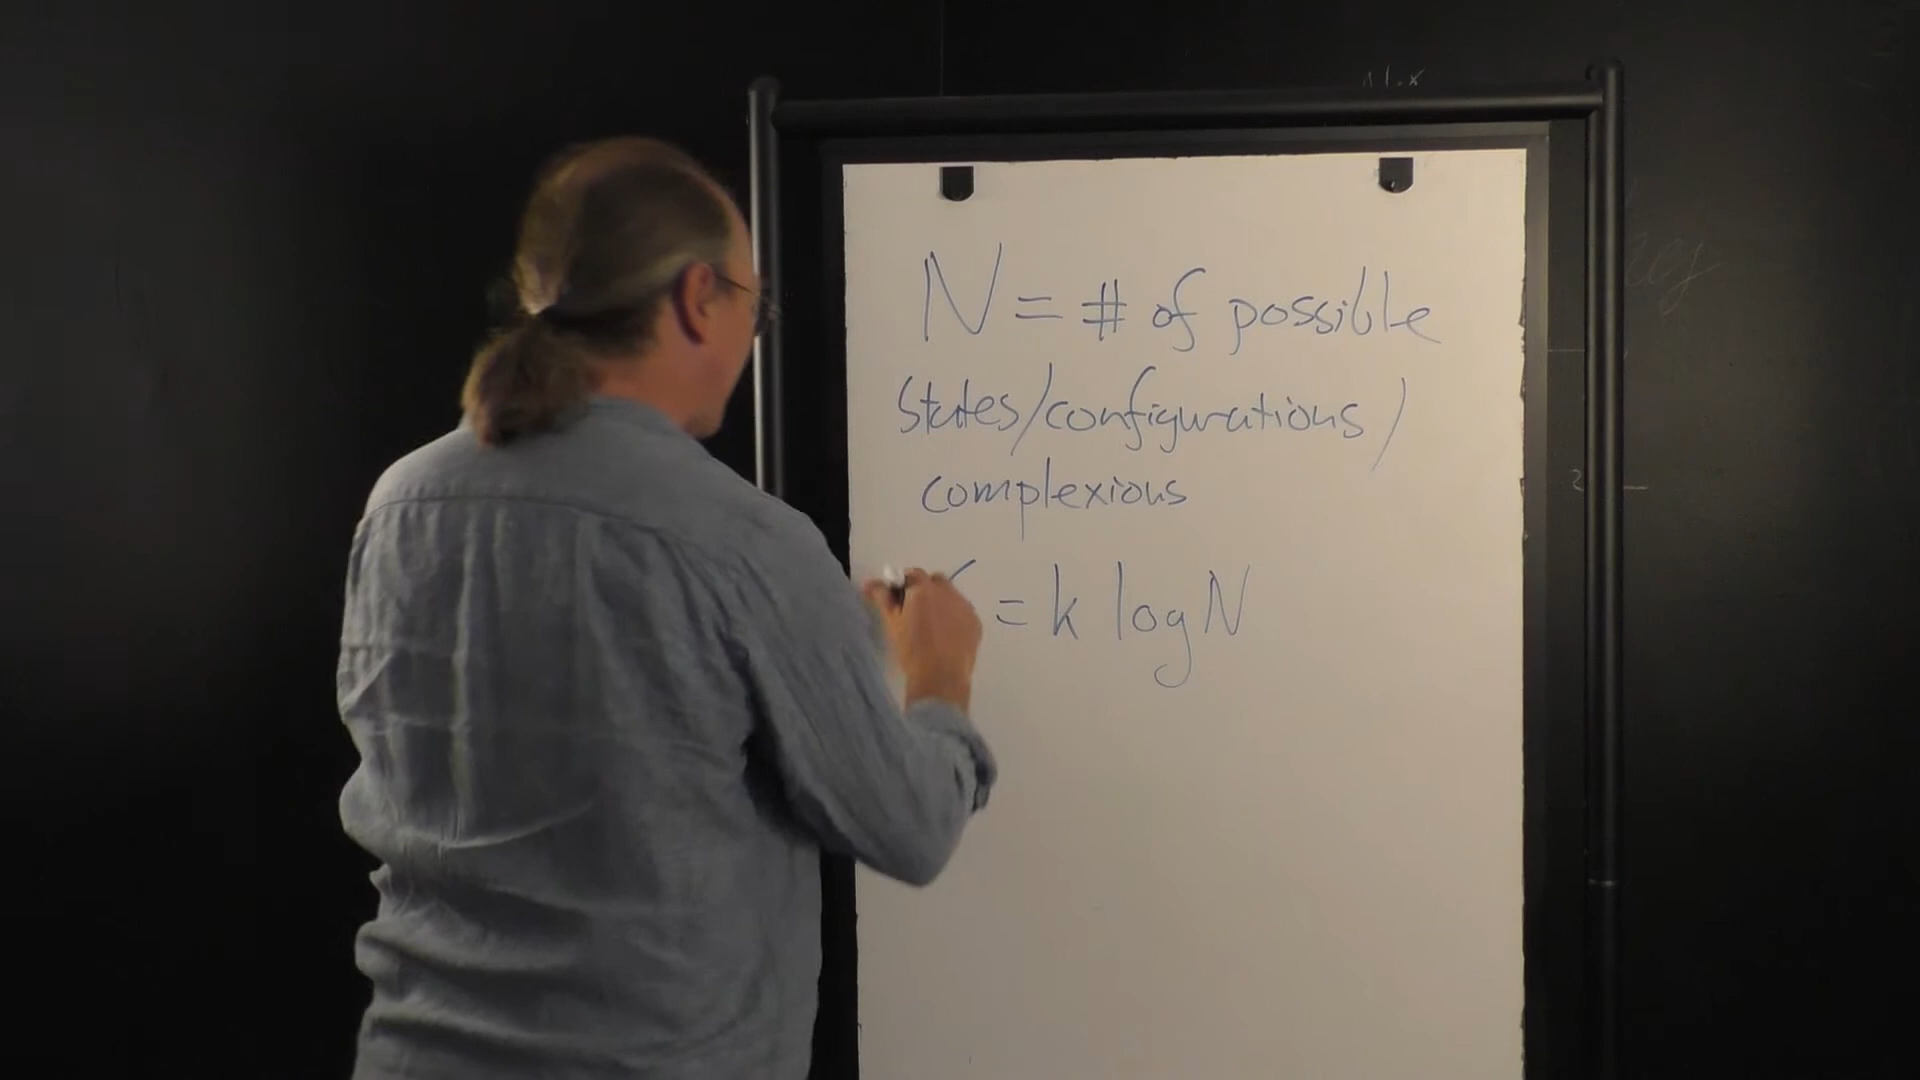 N = # of possible
states/configurations/
complexions
= k log N